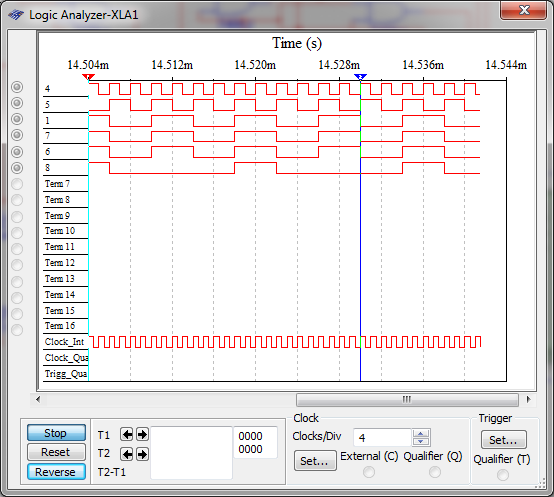 Logic Analyzer-XLA1
Time (s)
14.504m 14.512m 14.520m 14.528m 14.536m 14.544m
1 2
4
5
1
7
6
8
Term 7
Term 8
Term 9
Term 10
Term 11
Term 12
Term 13
Term 14
Term 15
Term 16
Clock_Int
Clock_Qua
Trigg_Qua
Stop
Reset
Reverse
T1
T2
T2-T1
0000
0000
Clock
Clocks/Div 4
Set... External (C) Qualifier (Q)
Trigger
Set...
Qualifier (T)